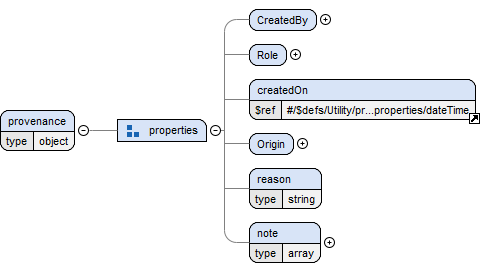 CreatedBy
Role
createdOn
$ref #/$defs/Utility/pr...properties/dateTime
provenance
type object
properties
Origin
reason
type string
note
type array